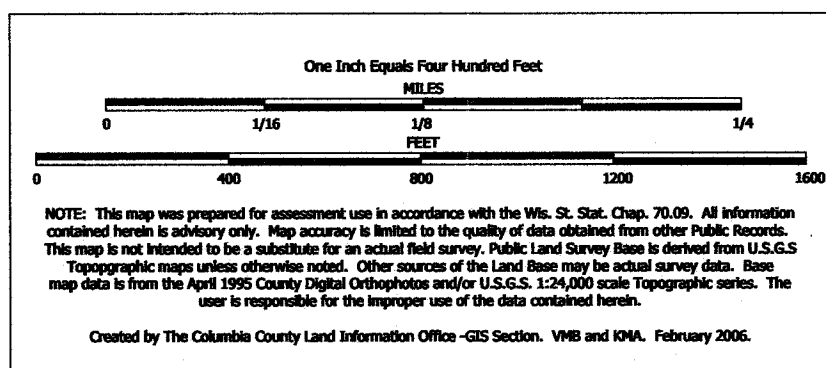 One Inch Equals Four Hundred Feet
MILES
0 1/16 1/8 1/4
FEET
0 400 800 1200 1600
NOTE: This map was prepared for assessment use in accordance with the Wis. St. Stat. Chap. 70.09. All information
contained herein is advisory only. Map accuracy is limited to the quality of data obtained from other Public Records.
This map is not intended to be a substitute for an actual field survey. Public Land Survey Base is derived from U.S.G.S
Topopgraphic maps unless otherwise noted. Other sources of the Land Base may be actual survey data. Base
map data is from the April 1995 County Digital Orthophotos and/or U.S.G.S. 1:24,000 scale Topographic series. The
user is responsible for the improper use of the data contained herein.
Created by The Columbia County Land Information Office -GIS Section. VMB and KMA. February 2006.